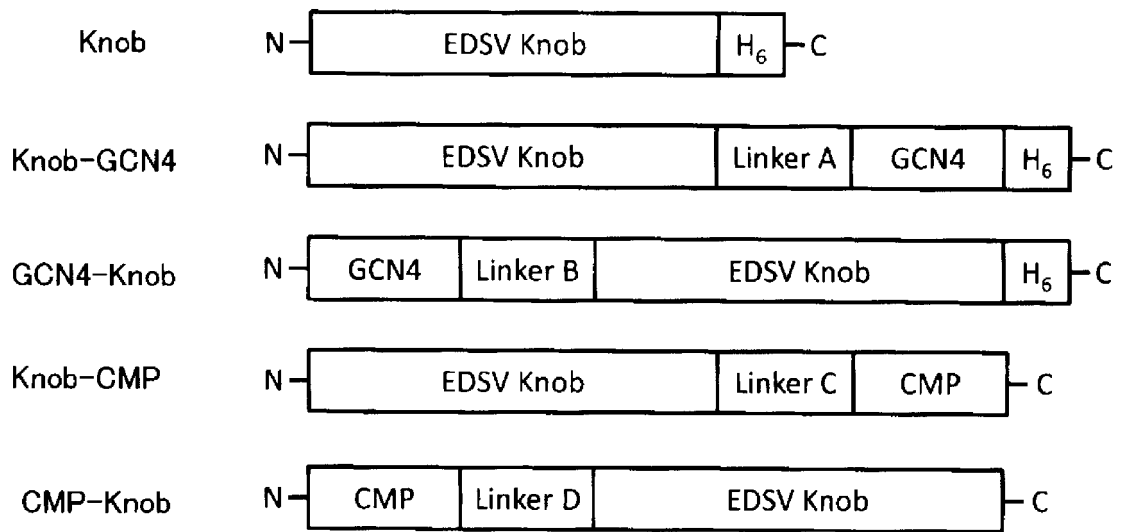 Knob N EDSV Knob H₆ C
Knob-GCN4 N EDSV Knob Linker A GCN4 H₆ C
GCN4-Knob N GCN4 Linker B EDSV Knob H₆ C
Knob-CMP N EDSV Knob Linker C CMP C
CMP-Knob N CMP Linker D EDSV Knob C